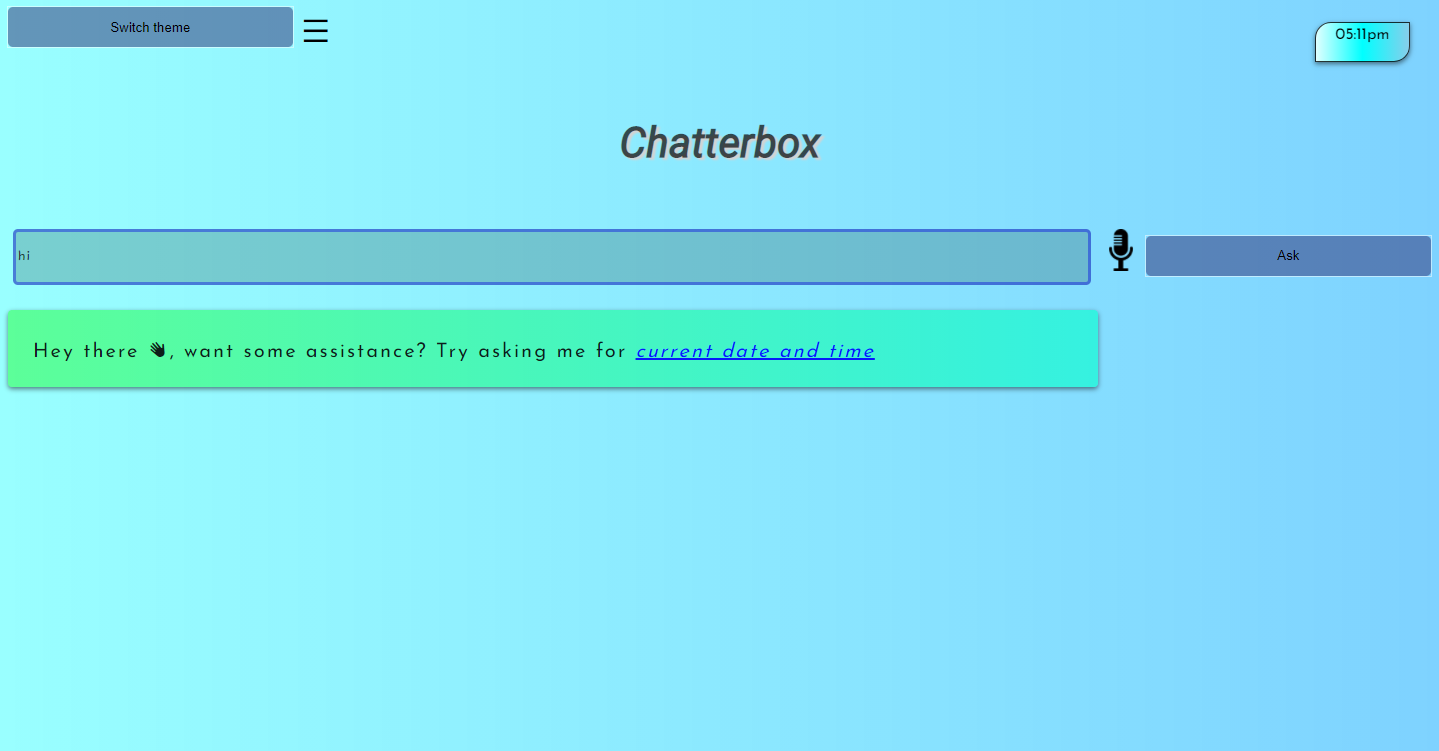 Switch theme
05:11pm
Chatterbox
hi
Ask
Hey there 👋, want some assistance? Try asking me for current date and time